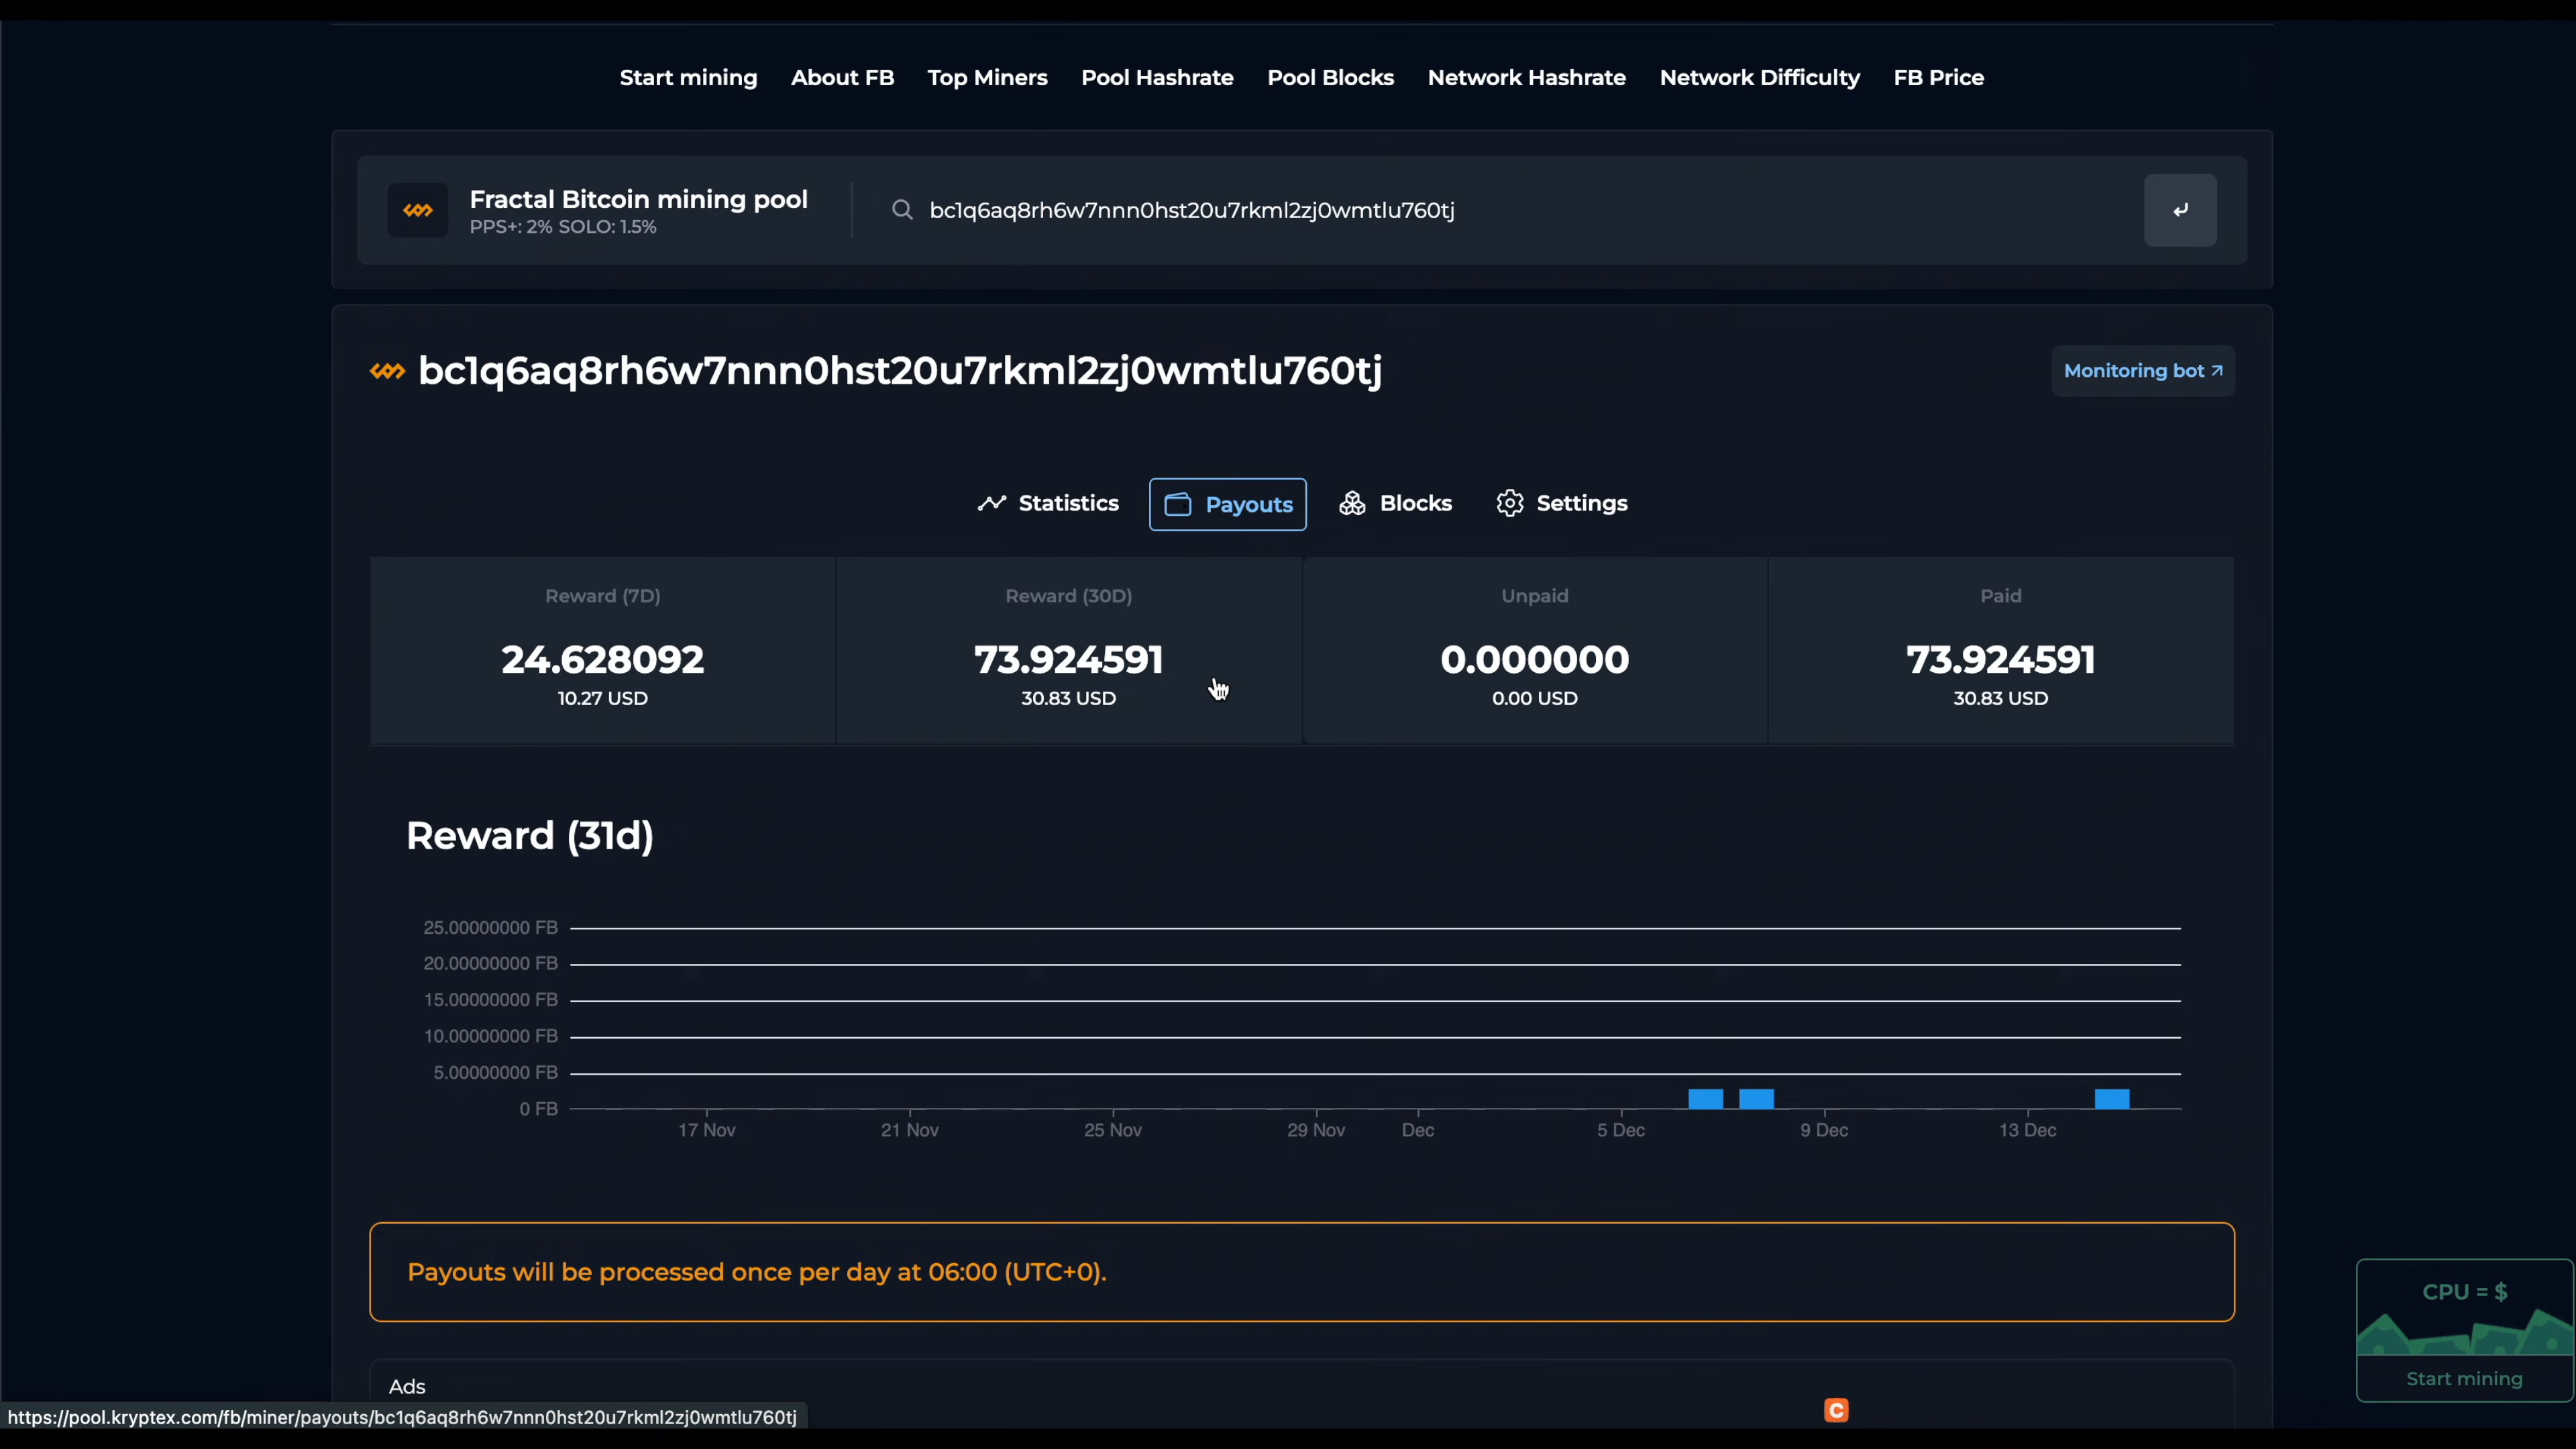 Start mining About FB Top Miners Pool Hashrate Pool Blocks Network Hashrate Network Difficulty FB Price
Fractal Bitcoin mining pool
PPS+: 2% SOLO: 1.5%
bc1q6aq8rh6w7nnn0hst20u7rkml2zj0wmtlu760tj
bc1q6aq8rh6w7nnn0hst20u7rkml2zj0wmtlu760tj
Monitoring bot
Statistics Payouts Blocks Settings
Reward (7D) Reward (30D) Unpaid Paid
24.628092 73.924591 0.000000 73.924591
10.27 USD 30.83 USD 0.00 USD 30.83 USD
Reward (31d)
25.00000000 FB
20.00000000 FB
15.00000000 FB
10.00000000 FB
5.00000000 FB
0 FB
17 Nov 21 Nov 25 Nov 29 Nov Dec 5 Dec 9 Dec 13 Dec
Payouts will be processed once per day at 06:00 (UTC+0).
CPU = $
Start mining
Ads
C
https://pool.kryptex.com/fb/miner/payouts/bc1q6aq8rh6w7nnn0hst20u7rkml2zj0wmtlu760tj